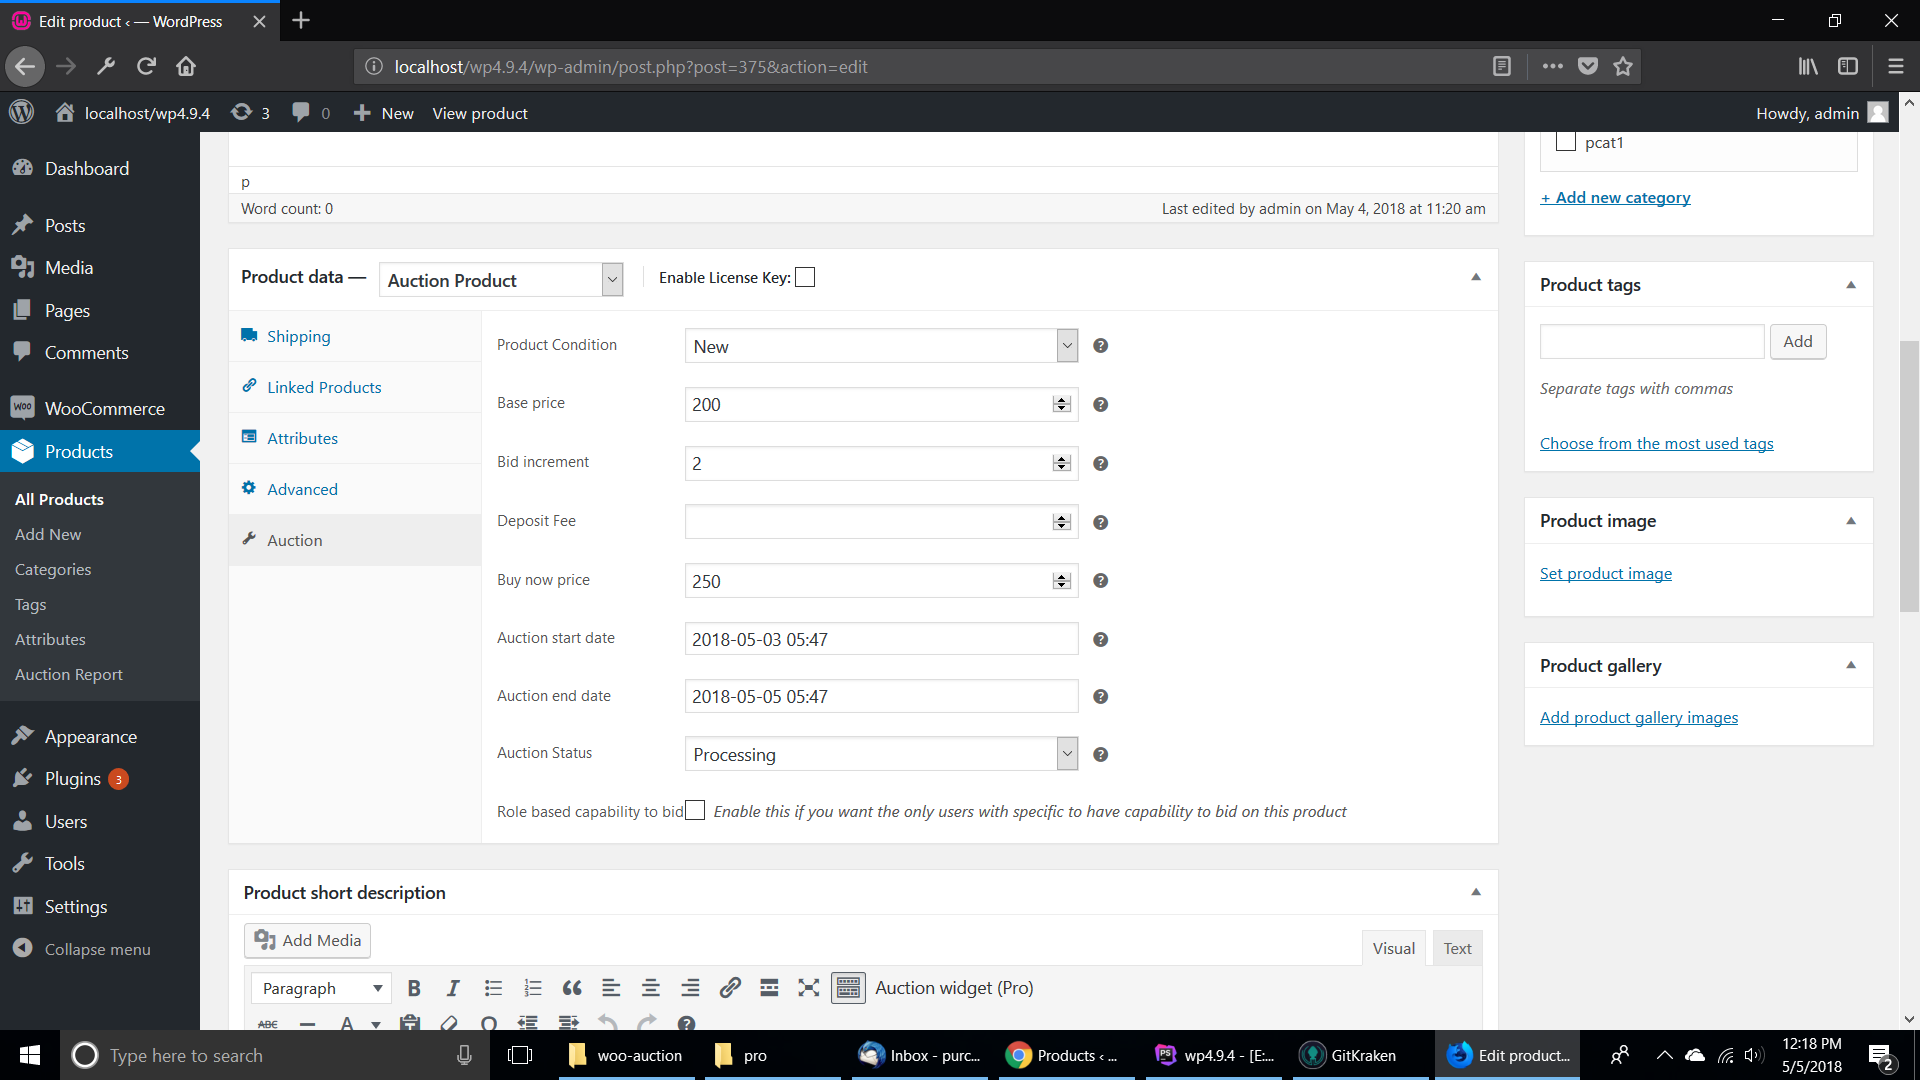 Edit product ‹ — WordPress
localhost/wp4.9.4/wp-admin/post.php?post=375&action=edit
localhost/wp4.9.4
3
0
New
View product
Howdy, admin
Dashboard
Posts
Media
Pages
Comments
WooCommerce
Products
All Products
Add New
Categories
Tags
Attributes
Auction Report
Appearance
Plugins 3
Users
Tools
Settings
Collapse menu
p
Word count: 0
Last edited by admin on May 4, 2018 at 11:20 am
Product data —
Auction Product
Enable License Key:
Shipping
Linked Products
Attributes
Advanced
Auction
Product Condition
New
Base price
200
Bid increment
2
Deposit Fee
Buy now price
250
Auction start date
2018-05-03 05:47
Auction end date
2018-05-05 05:47
Auction Status
Processing
Role based capability to bid
Enable this if you want the only users with specific to have capability to bid on this product
Product short description
Add Media
Visual
Text
Paragraph
B
I
Auction widget (Pro)
ABC
A
pcat1
+ Add new category
Product tags
Add
Separate tags with commas
Choose from the most used tags
Product image
Set product image
Product gallery
Add product gallery images
Type here to search
woo-auction
pro
Inbox - purc...
Products ‹ ...
PS
wp4.9.4 - [E:...
GitKraken
Edit product...
12:18 PM
5/5/2018
2